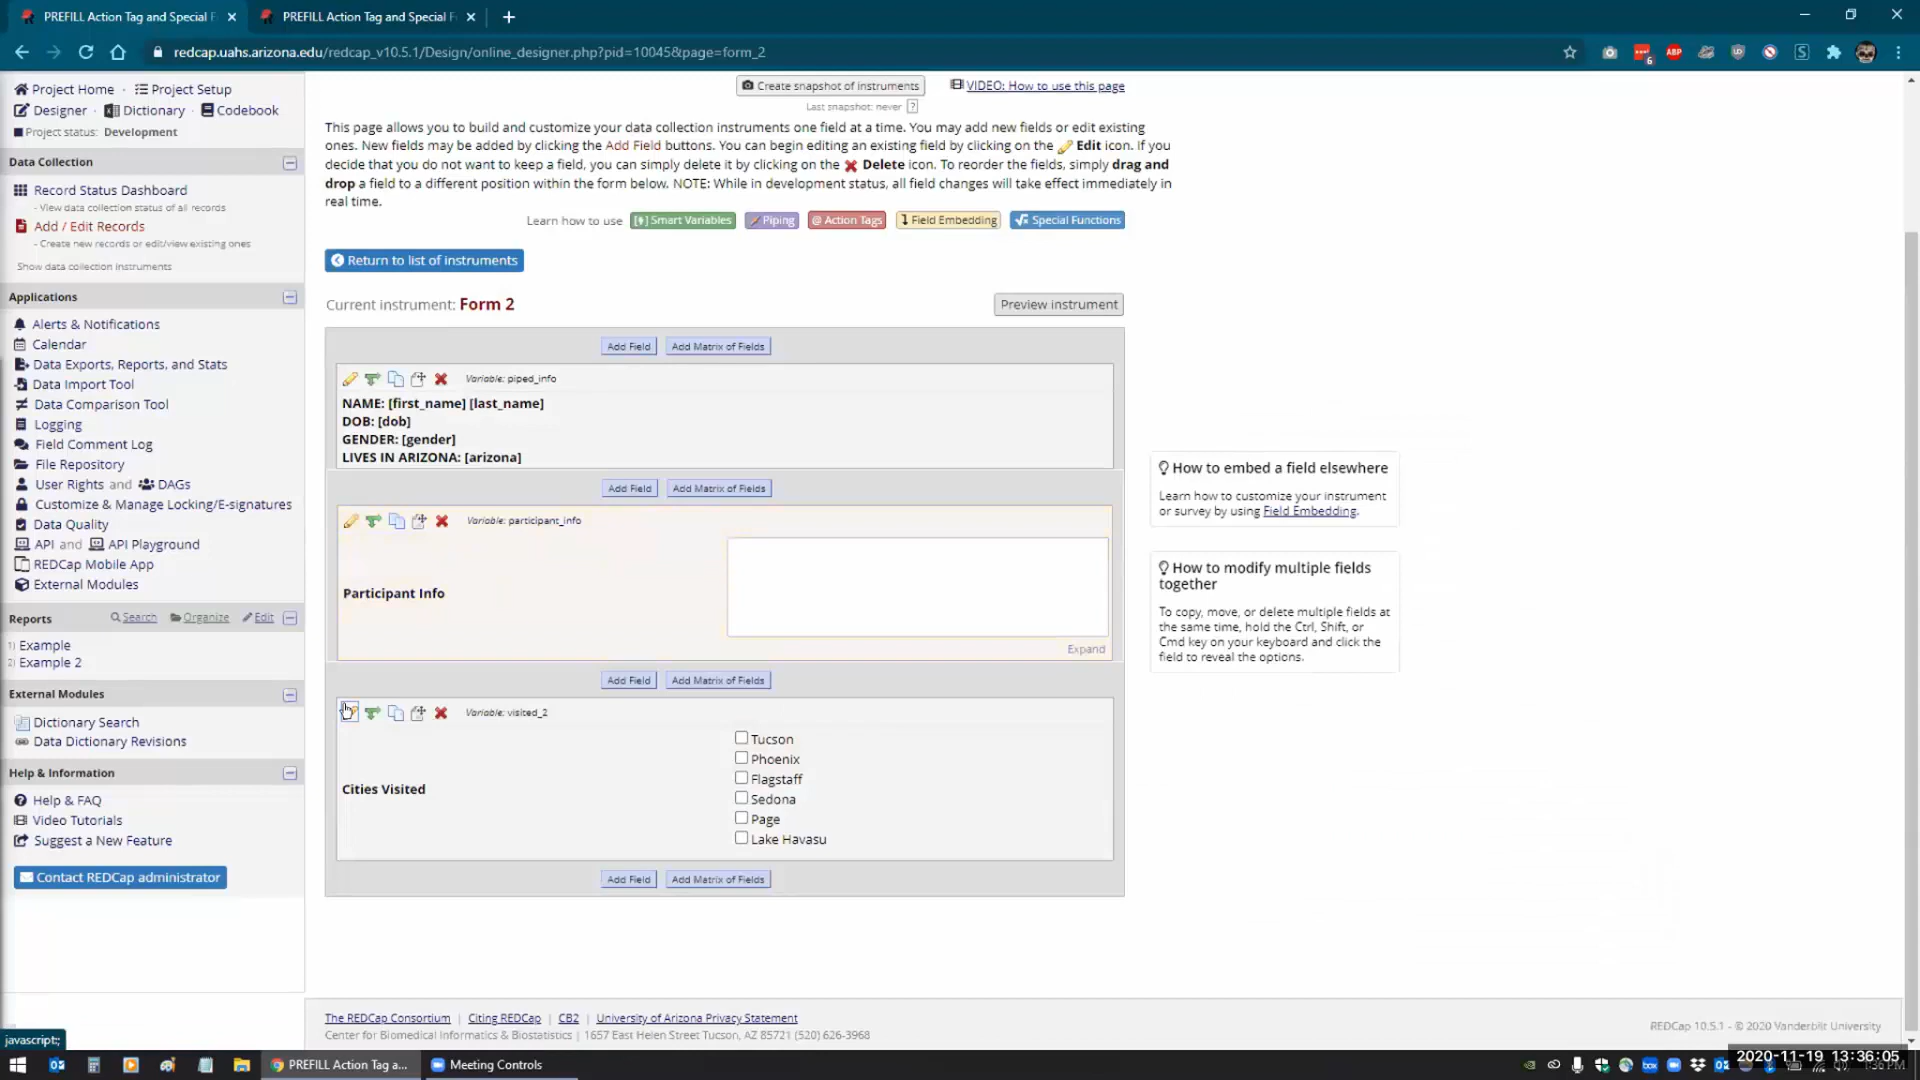 PREFILL Action Tag and Special F
PREFILL Action Tag and Special F
redcap.uahs.arizona.edu/redcap_v10.5.1/Design/online_designer.php?pid=10045&page=form_2
Project Home · Project Setup
Designer · Dictionary · Codebook
Project status: Development
Data Collection
Record Status Dashboard
- View data collection status of all records
Add / Edit Records
- Create new records or edit/view existing ones
Show data collection instruments
Applications
Alerts & Notifications
Calendar
Data Exports, Reports, and Stats
Data Import Tool
Data Comparison Tool
Logging
Field Comment Log
File Repository
User Rights and DAGs
Customize & Manage Locking/E-signatures
Data Quality
API and API Playground
REDCap Mobile App
External Modules
Reports Search Organize Edit
1) Example
2) Example 2
External Modules
Dictionary Search
Data Dictionary Revisions
Help & Information
Help & FAQ
Video Tutorials
Suggest a New Feature
Contact REDCap administrator
javascript:;
Create snapshot of instruments
VIDEO: How to use this page
Last snapshot: never ?
This page allows you to build and customize your data collection instruments one field at a time. You may add new fields or edit existing
ones. New fields may be added by clicking the Add Field buttons. You can begin editing an existing field by clicking on the Edit icon. If you
decide that you do not want to keep a field, you can simply delete it by clicking on the Delete icon. To reorder the fields, simply drag and
drop a field to a different position within the form below. NOTE: While in development status, all field changes will take effect immediately in
real time.
Learn how to use [ ] Smart Variables Piping @ Action Tags Field Embedding Special Functions
Return to list of instruments
Current instrument: Form 2
Preview instrument
Add Field Add Matrix of Fields
Variable: piped_info
NAME: [first_name] [last_name]
DOB: [dob]
GENDER: [gender]
LIVES IN ARIZONA: [arizona]
Add Field Add Matrix of Fields
Variable: participant_info
Participant Info
Expand
Add Field Add Matrix of Fields
Variable: visited_2
Cities Visited
Tucson
Phoenix
Flagstaff
Sedona
Page
Lake Havasu
Add Field Add Matrix of Fields
How to embed a field elsewhere
Learn how to customize your instrument
or survey by using Field Embedding.
How to modify multiple fields
together
To copy, move, or delete multiple fields at
the same time, hold the Ctrl, Shift, or
Cmd key on your keyboard and click the
field to reveal the options.
The REDCap Consortium | Citing REDCap | CB2 | University of Arizona Privacy Statement
Center for Biomedical Informatics & Biostatistics | 1657 East Helen Street Tucson, AZ 85721 (520) 626-3968
REDCap 10.5.1 - © 2020 Vanderbilt University
PREFILL Action Tag a...
Meeting Controls
2020-11-19 13:36:05